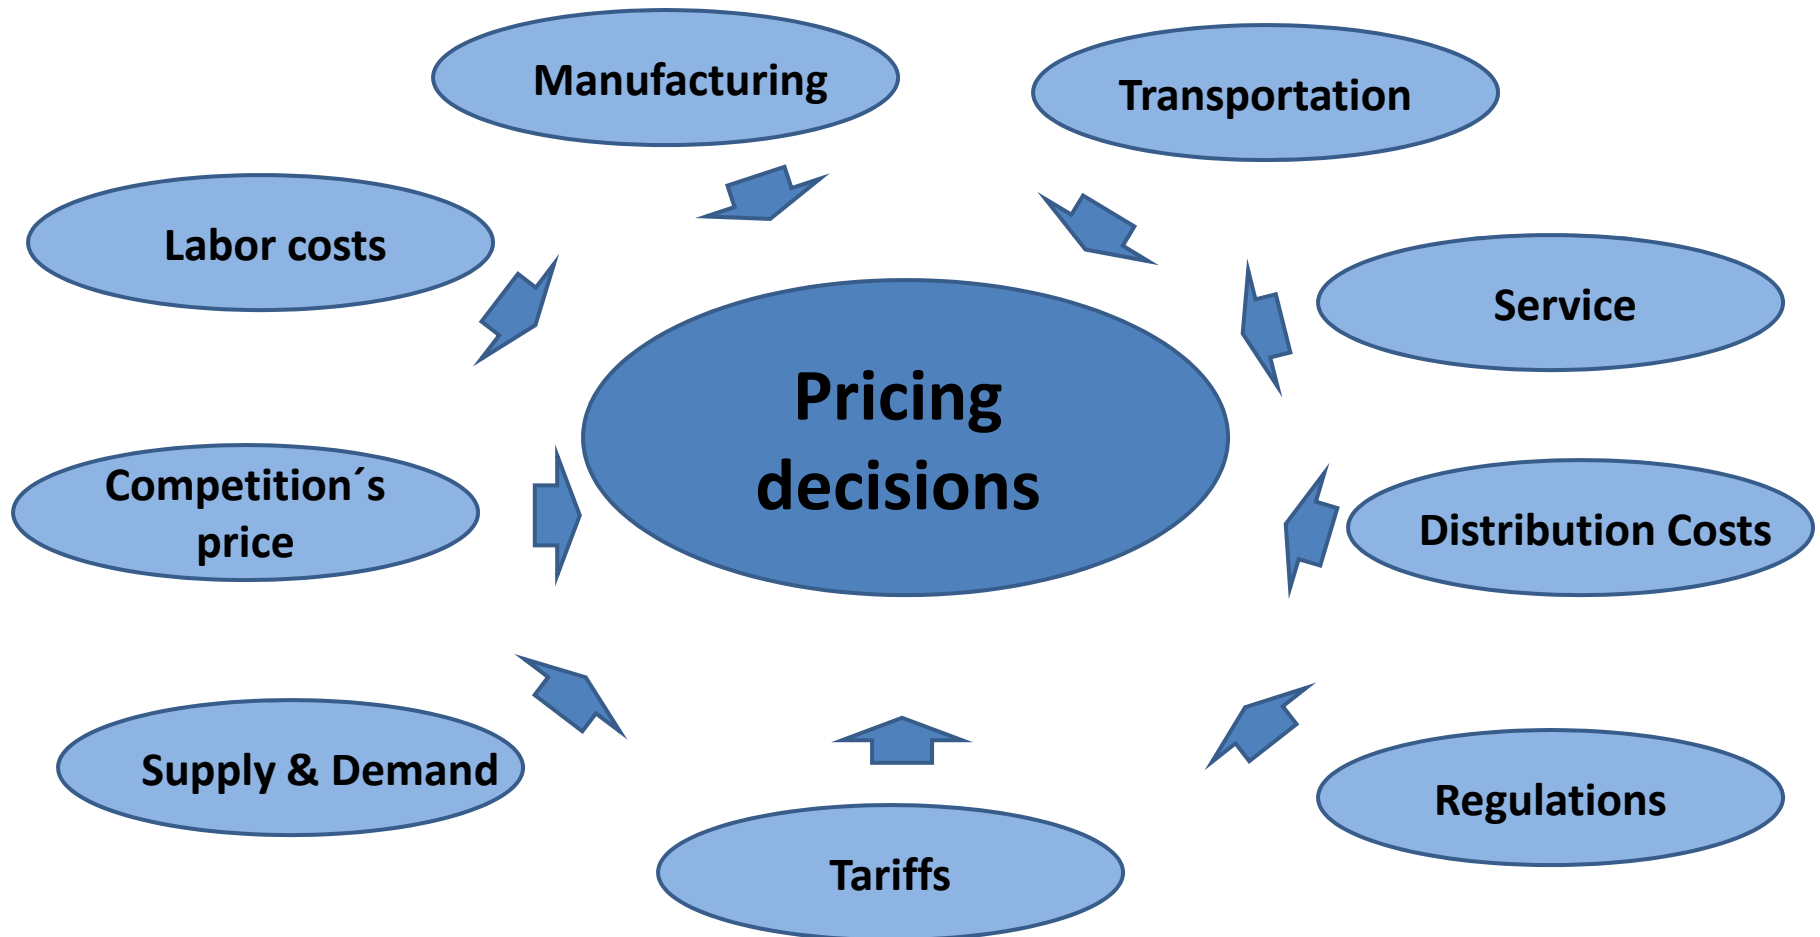 Manufacturing
Transportation
Labor costs
Service
Pricing
decisions
Competition´s
price
Distribution Costs
Supply & Demand
Regulations
Tariffs